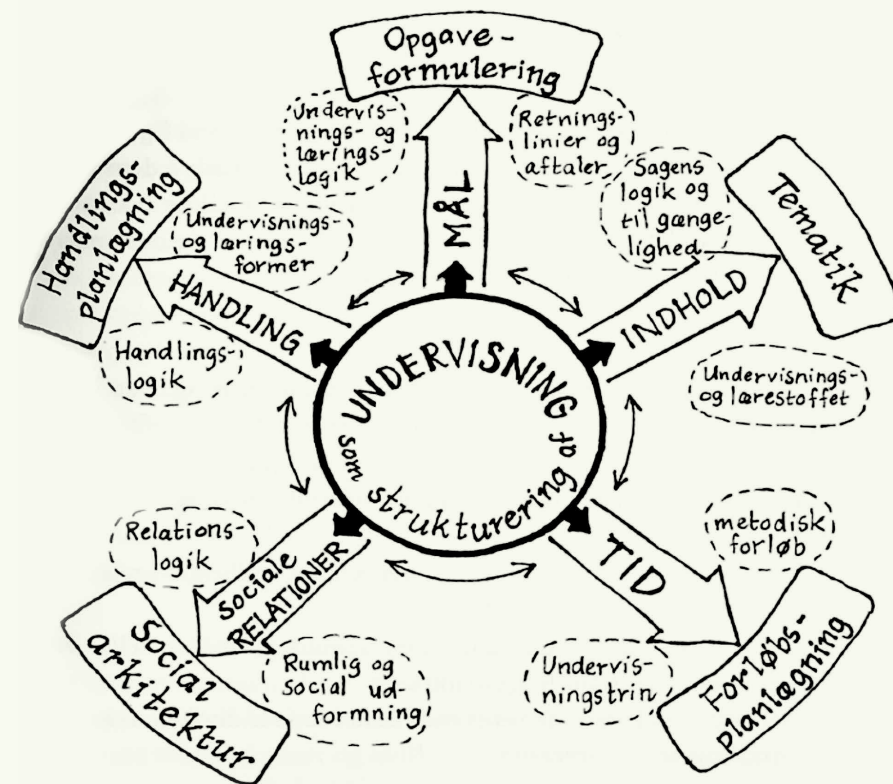 Opgave-
formulering
Undervis-
nings- og
lærings-
logik
Retnings-
linier og
aftaler
MÅL
Sagens
logik og
til gænge-
lighed
Tematik
INDHOLD
Undervisnings-
og lærestoffet
Handlings-
planlægning
Undervisnings-
og lærings-
former
HANDLING
Handlings-
logik
UNDERVISNING
som strukturering af
Relations-
logik
Sociale
RELATIONER
Social
arkitektur
Rumlig og
Social ud-
formning
metodisk
forløb
TID
Undervis-
ningstrin
Forløbs-
planlægning